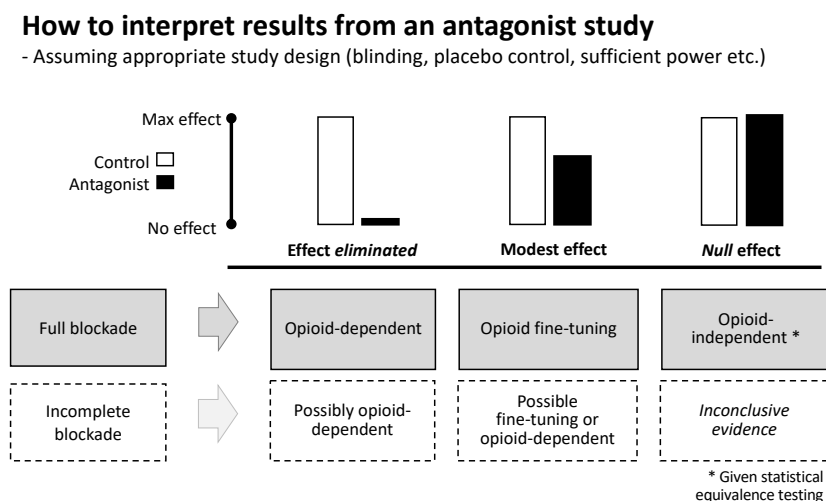 How to interpret results from an antagonist study
- Assuming appropriate study design (blinding, placebo control, sufficient power etc.)
Max effect
Control
Antagonist
No effect
Effect eliminated
Modest effect
Null effect
Full blockade
Opioid-dependent
Opioid fine-tuning
Opioid-
independent *
Incomplete
blockade
Possibly opioid-
dependent
Possible
fine-tuning or
opioid-dependent
Inconclusive
evidence
* Given statistical
equivalence testing